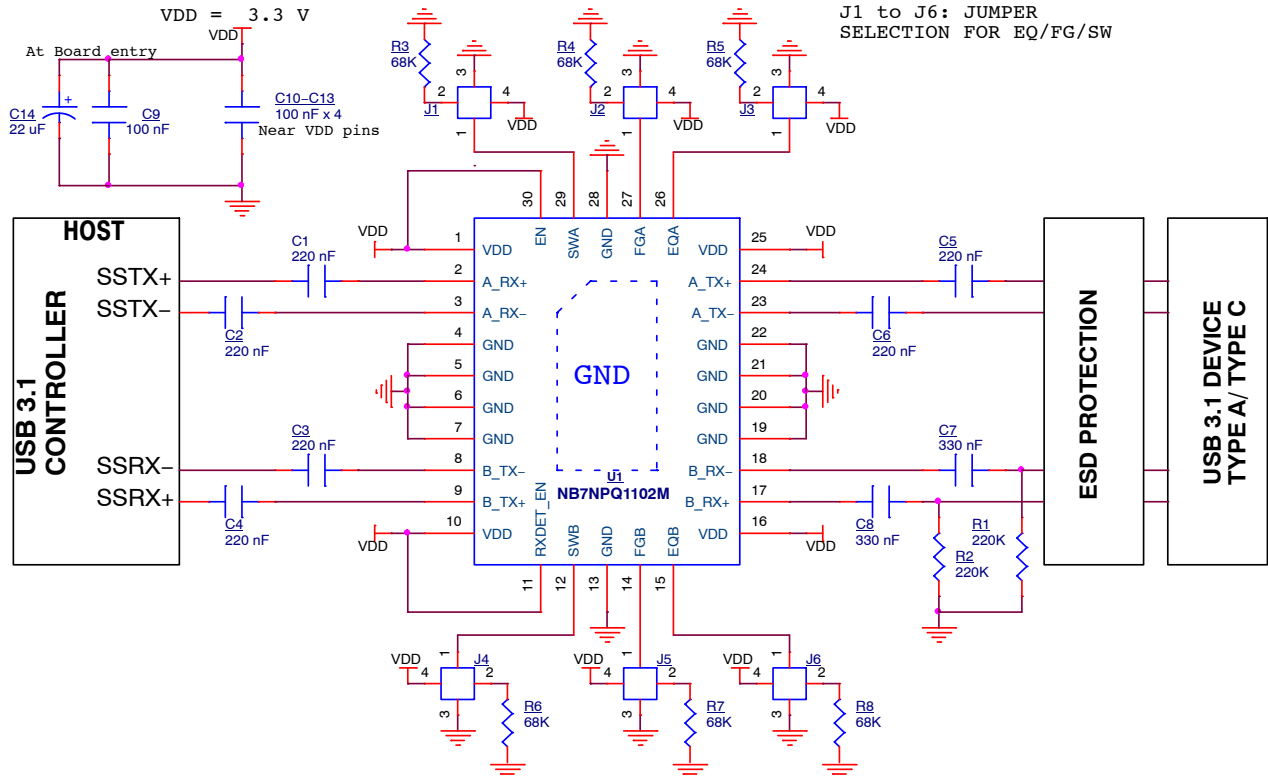 VDD = 3.3 V
VDD
At Board entry
C14
22 uF
+
C9
100 nF
C10–C13
100 nF x 4
Near VDD pins
J1 to J6: JUMPER
SELECTION FOR EQ/FG/SW
R3
68K
3
2
4
J1
1
VDD
R4
68K
3
2
4
J2
1
VDD
R5
68K
3
2
4
J3
1
VDD
HOST
USB 3.1
CONTROLLER
SSTX+
SSTX-
SSRX-
SSRX+
C1
220 nF
C2
220 nF
C3
220 nF
C4
220 nF
VDD
VDD
30
29
28
27
26
EN
SWA
GND
FGA
EQA
1
VDD
2
A_RX+
3
A_RX–
4
GND
5
GND
6
GND
7
GND
8
B_TX–
9
B_TX+
10
VDD
GND
U1
NB7NPQ1102M
VDD
25
A_TX+
24
A_TX–
23
GND
22
GND
21
GND
20
GND
19
B_RX–
18
B_RX+
17
VDD
16
RXDET_EN
SWB
GND
FGB
EQB
11
12
13
14
15
VDD
VDD
C5
220 nF
C6
220 nF
C7
330 nF
C8
330 nF
R1
220K
R2
220K
ESD PROTECTION
USB 3.1 DEVICE
TYPE A/ TYPE C
VDD
4
1
J4
2
3
R6
68K
VDD
4
1
J5
2
3
R7
68K
VDD
4
1
J6
2
3
R8
68K